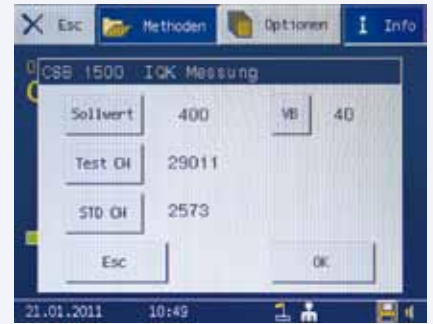 Esc Methoden Optionen i Info
CSB 1500 IQK Messung
Sollwert 400 VB 40
Test CH 29011
STD CH 2573
Esc OK
21.01.2011 10:49